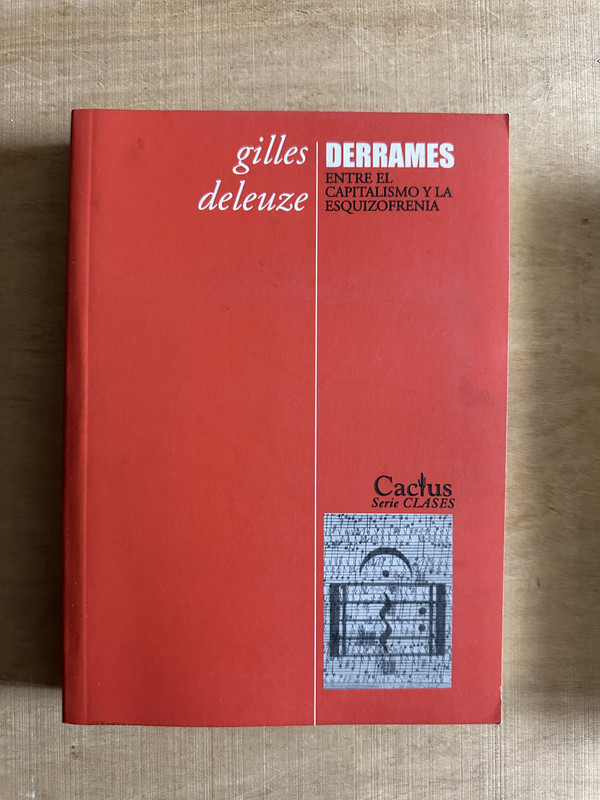 gilles
deleuze
DERRAMES
ENTRE EL
CAPITALISMO Y LA
ESQUIZOFRENIA
Cactus
Serie CLASES